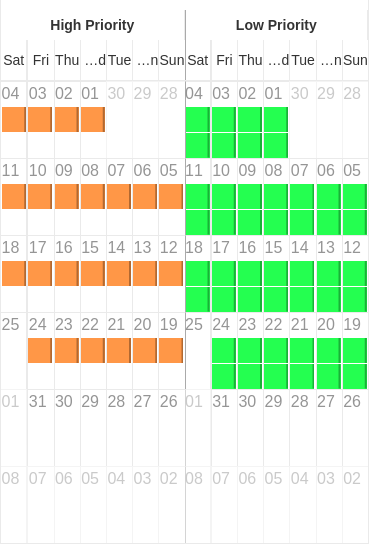 High Priority Low Priority
Sat Fri Thu ...d Tue ...n Sun Sat Fri Thu ...d Tue ...n Sun
04 03 02 01 30 29 28 04 03 02 01 30 29 28
11 10 09 08 07 06 05 11 10 09 08 07 06 05
18 17 16 15 14 13 12 18 17 16 15 14 13 12
25 24 23 22 21 20 19 25 24 23 22 21 20 19
01 31 30 29 28 27 26 01 31 30 29 28 27 26
08 07 06 05 04 03 02 08 07 06 05 04 03 02